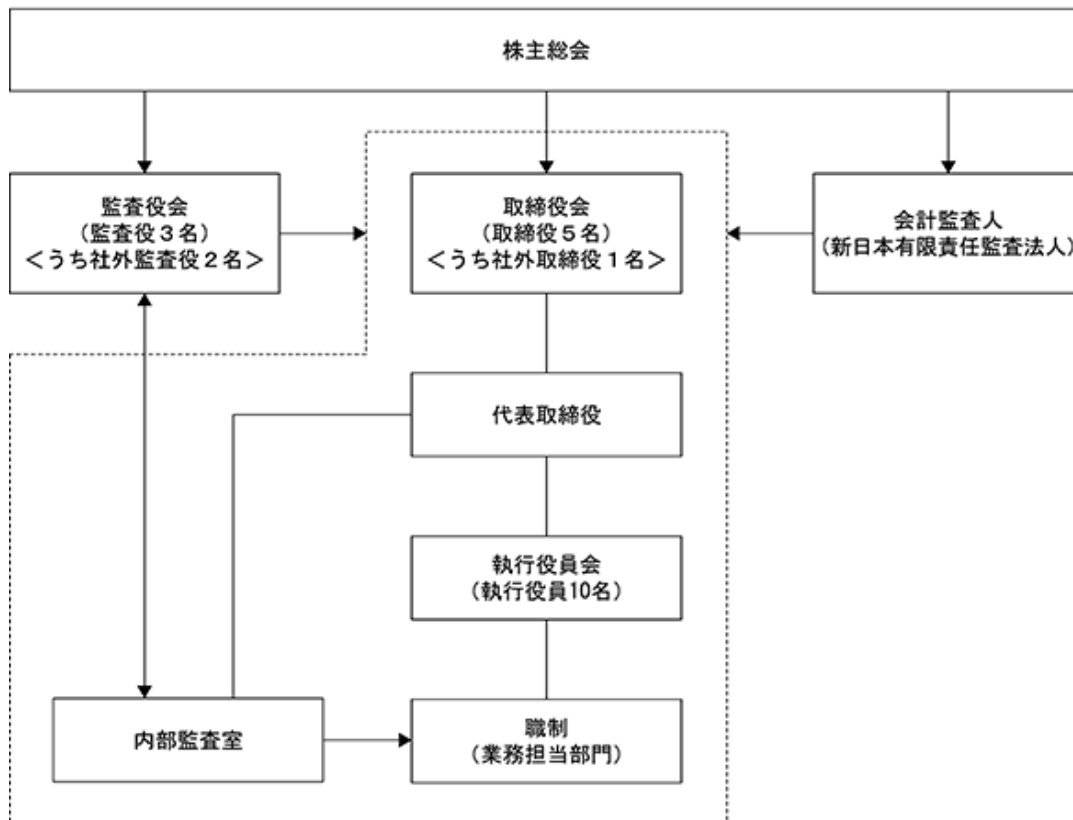 株主総会
監査役会
(監査役3名)
<うち社外監査役2名>
取締役会
(取締役5名)
<うち社外取締役1名>
会計監査人
(新日本有限責任監査法人)
代表取締役
執行役員会
(執行役員10名)
内部監査室
職制
(業務担当部門)